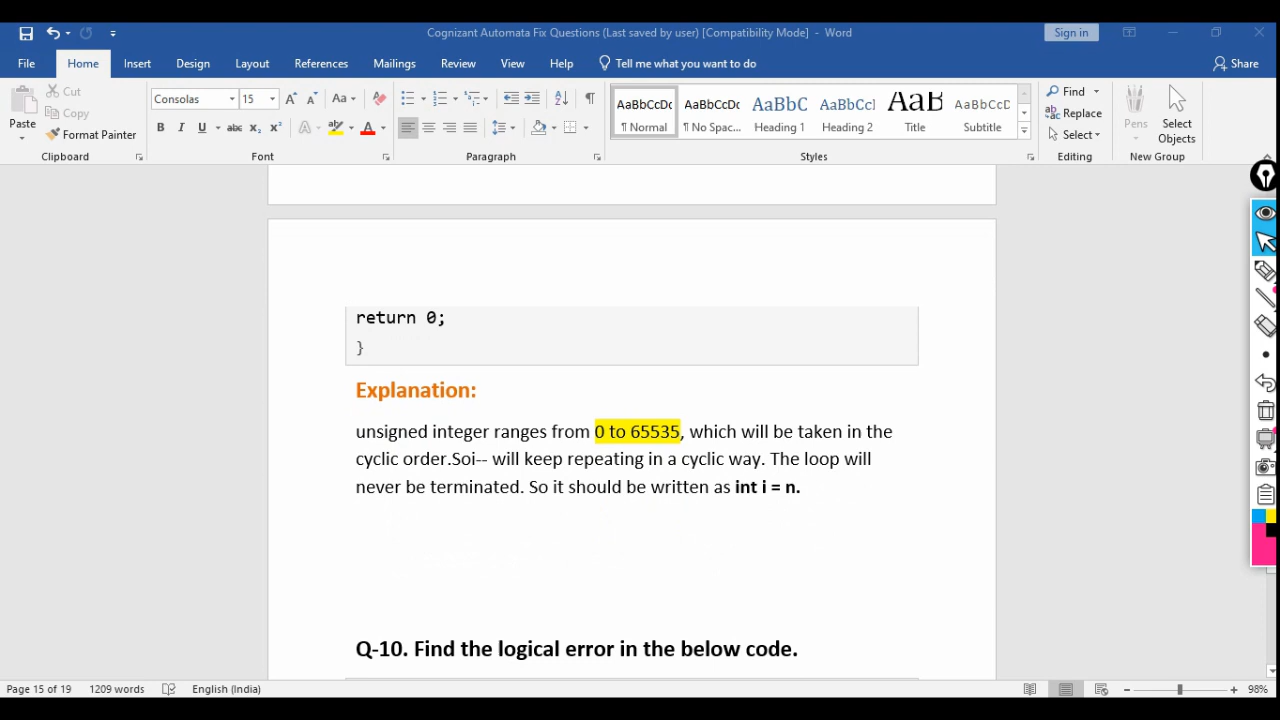 Cognizant Automata Fix Questions (Last saved by user) [Compatibility Mode] - Word
Sign in
File Home Insert Design Layout References Mailings Review View Help Tell me what you want to do Share
Paste
Cut
Copy
Format Painter
Clipboard
Consolas 15 Aa
B I U abc x₂ x² A A
Font
Paragraph
AaBbCcDc AaBbCcDc AaBbC AaBbCcl AaB AaBbCcD
¶ Normal ¶ No Spac... Heading 1 Heading 2 Title Subtitle
Styles
Find
Replace
Select
Editing
Pens
Select Objects
New Group
return 0;
}
Explanation:
unsigned integer ranges from 0 to 65535, which will be taken in the
cyclic order.Soi-- will keep repeating in a cyclic way. The loop will
never be terminated. So it should be written as int i = n.
Q-10. Find the logical error in the below code.
Page 15 of 19 1209 words English (India) 98%